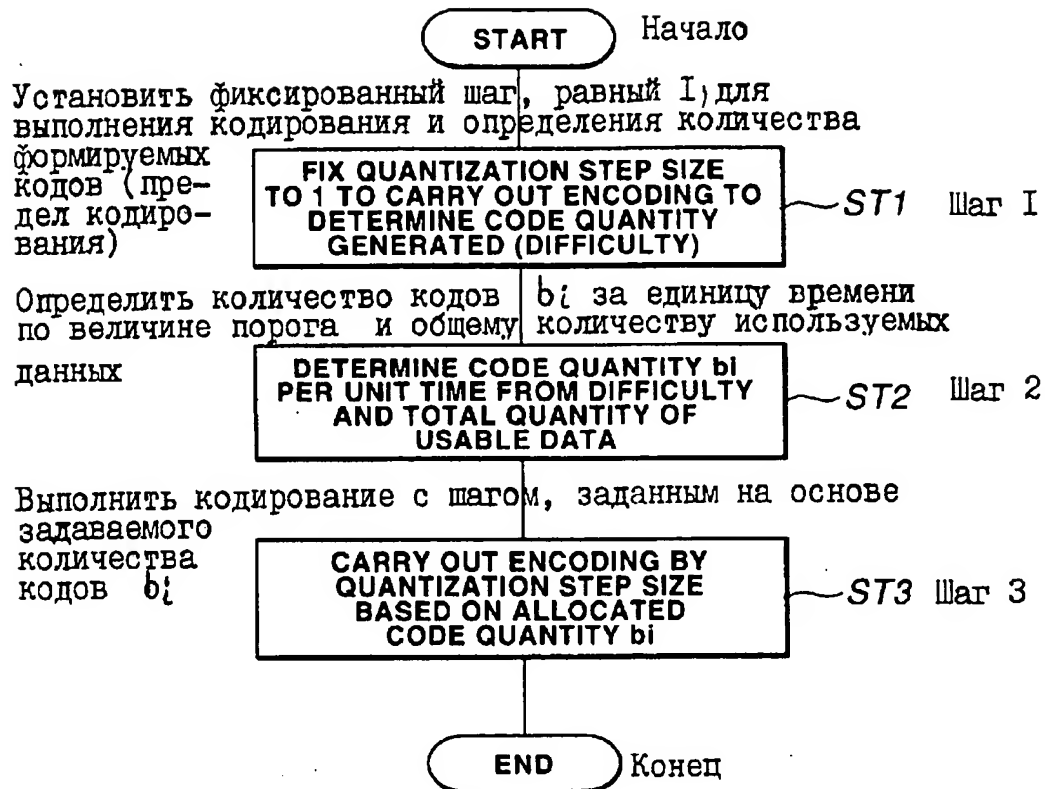 START Начало
Установить фиксированный шаг, равный I, для
выполнения кодирования и определения количества
формируемых
кодов (пре-
дел кодиро-
вания)
FIX QUANTIZATION STEP SIZE
TO 1 TO CARRY OUT ENCODING TO
DETERMINE CODE QUANTITY
GENERATED (DIFFICULTY)
ST1 Шаг I
Определить количество кодов bi за единицу времени
по величине порога и общему количеству используемых
данных
DETERMINE CODE QUANTITY bi
PER UNIT TIME FROM DIFFICULTY
AND TOTAL QUANTITY OF
USABLE DATA
ST2 Шаг 2
Выполнить кодирование с шагом, заданным на основе
задаваемого
количества
кодов bi
CARRY OUT ENCODING BY
QUANTIZATION STEP SIZE
BASED ON ALLOCATED
CODE QUANTITY bi
ST3 Шаг 3
END Конец